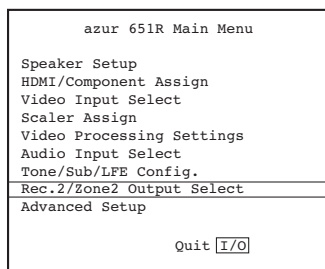 azur 651R Main Menu
Speaker Setup
HDMI/Component Assign
Video Input Select
Scaler Assign
Video Processing Settings
Audio Input Select
Tone/Sub/LFE Config.
Rec.2/Zone2 Output Select
Advanced Setup
Quit I/O